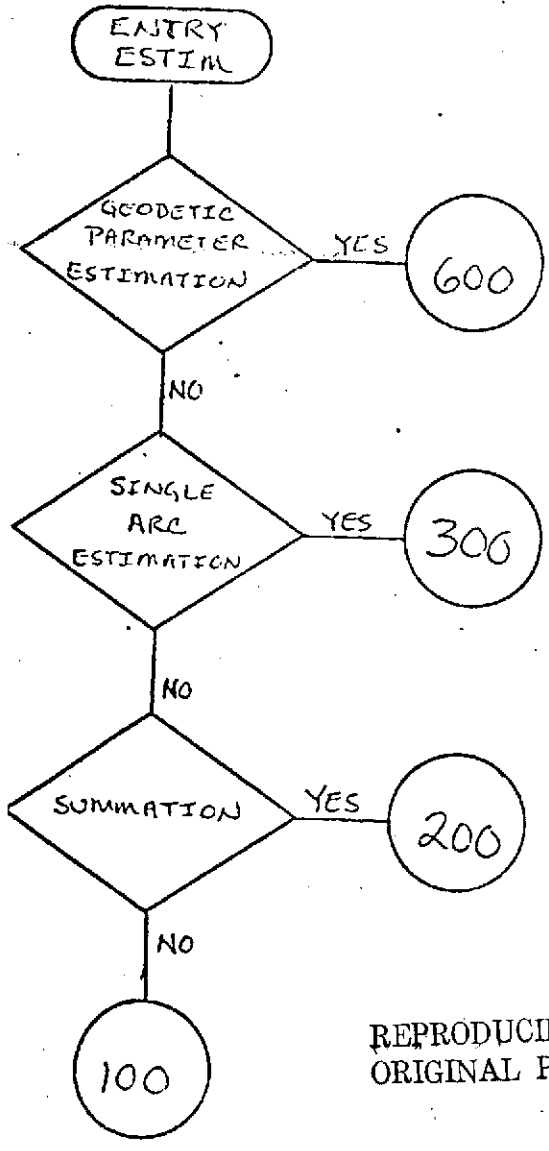 ENTRY
ESTIM
GEODETIC
PARAMETER
ESTIMATION
YES
600
NO
SINGLE
ARC
ESTIMATION
YES
300
NO
SUMMATION
YES
200
NO
100
ORIGINAL